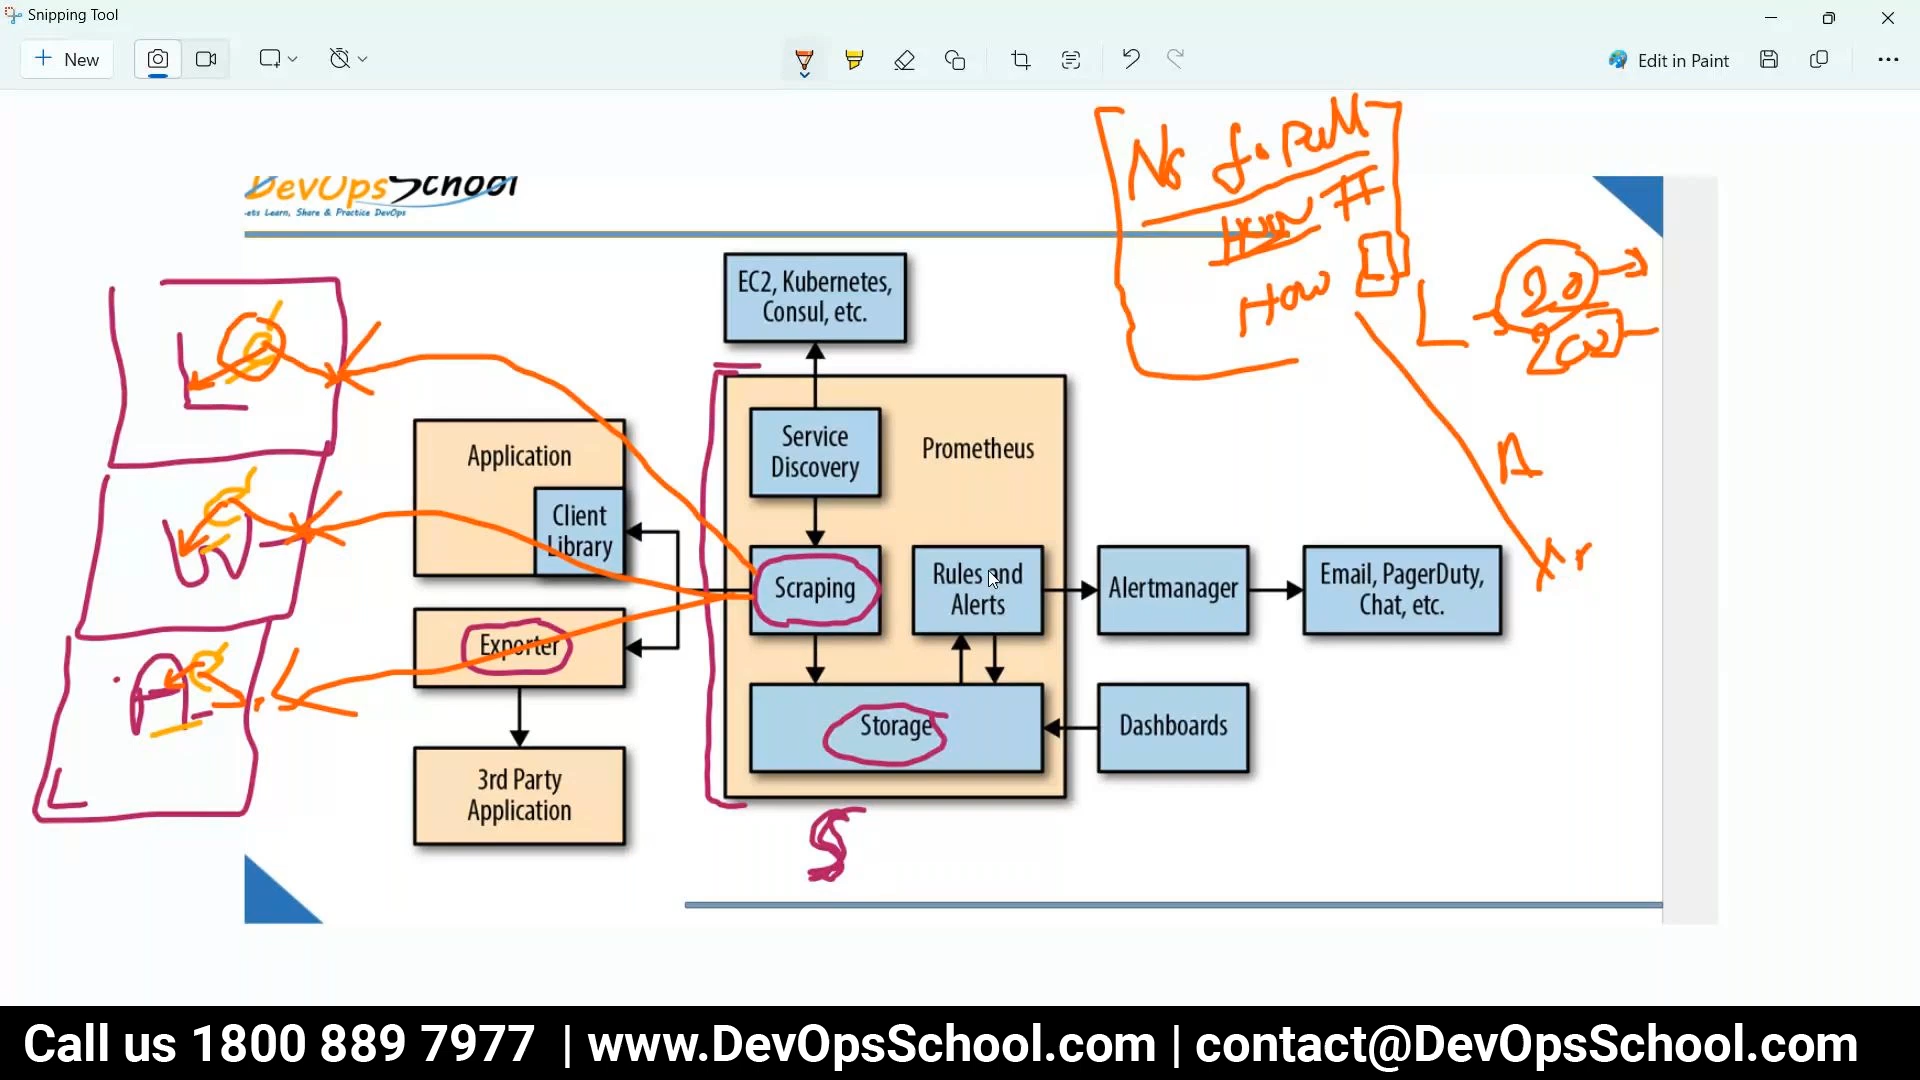 Snipping Tool
New
Edit in Paint
DevOpsSchool
Lets Learn, Share & Practice DevOps
EC2, Kubernetes,
Consul, etc.
Service
Discovery
Prometheus
Application
Client
Library
Scraping
Rules and
Alerts
Alertmanager
Email, PagerDuty,
Chat, etc.
Exporter
Storage
Dashboards
3rd Party
Application
How
20
200
L
W
A
S
Call us 1800 889 7977 | www.DevOpsSchool.com | contact@DevOpsSchool.com